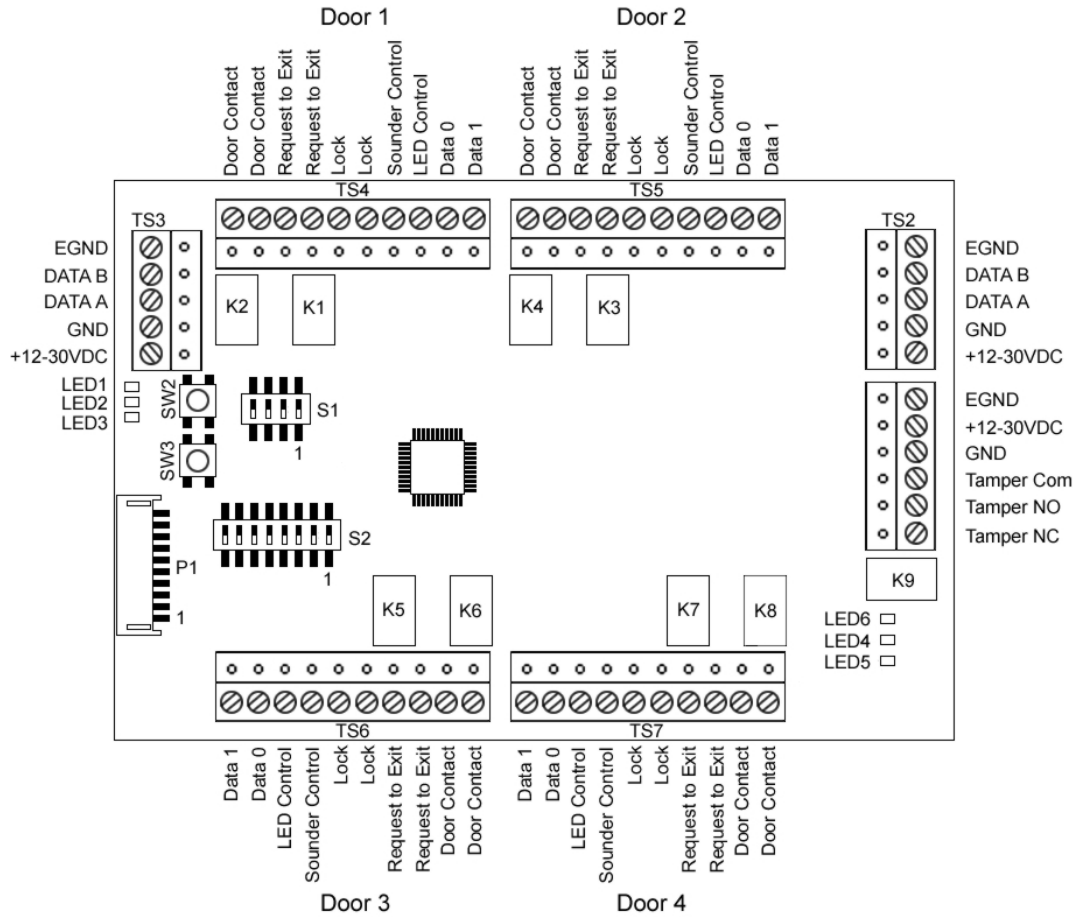 Door 1
Door 2
Door Contact
Door Contact
Request to Exit
Request to Exit
Lock
Lock
Sounder Control
LED Control
Data 0
Data 1
Door Contact
Door Contact
Request to Exit
Request to Exit
Lock
Lock
Sounder Control
LED Control
Data 0
Data 1
TS4
TS5
TS3
EGND
DATA B
DATA A
GND
+12-30VDC
TS2
EGND
DATA B
DATA A
GND
+12-30VDC
K2
K1
K4
K3
LED1
LED2
LED3
SW2
S1
1
SW3
EGND
+12-30VDC
GND
Tamper Com
Tamper NO
Tamper NC
S2
1
P1
1
K5
K6
K7
K8
K9
LED6
LED4
LED5
TS6
TS7
Data 1
Data 0
LED Control
Sounder Control
Lock
Lock
Request to Exit
Request to Exit
Door Contact
Door Contact
Data 1
Data 0
LED Control
Sounder Control
Lock
Lock
Request to Exit
Request to Exit
Door Contact
Door Contact
Door 3
Door 4